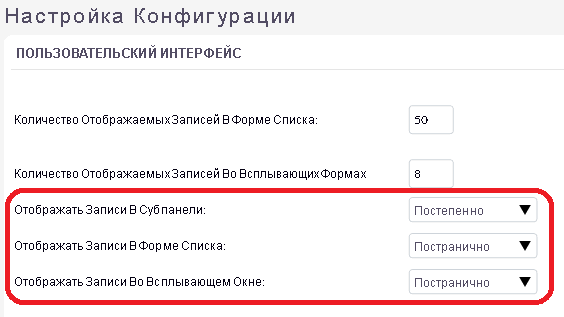 Настройка Конфигурации
ПОЛЬЗОВАТЕЛЬСКИЙ ИНТЕРФЕЙС
Количество Отображаемых Записей В Форме Списка: 50
Количество Отображаемых Записей Во Всплывающих Формах 8
Отображать Записи В Субпанели: Постепенно
Отображать Записи В Форме Списка: Постранично
Отображать Записи Во Всплывающем Окне: Постранично